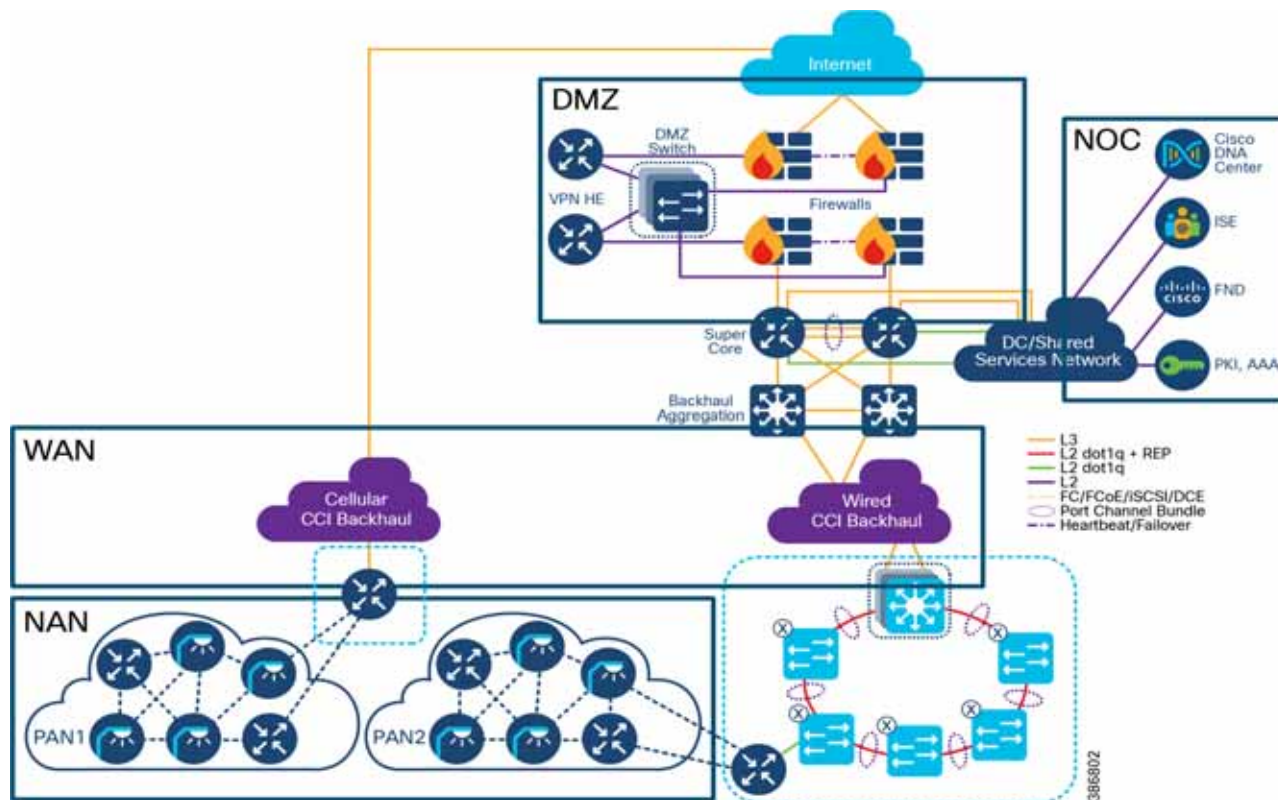 Internet
DMZ
DMZ
Switch
VPN HE
Firewalls
NOC
Cisco
DNA
Center
ISE
CISCO
FND
PKI, AAA
DC/Shared
Services Network
Super
Core
Backhaul
Aggregation
WAN
Cellular
CCI Backhaul
Wired
CCI Backhaul
L3
L2 dot1q + REP
L2 dot1q
L2
FC/FCoE/iSCSI/DCE
Port Channel Bundle
Heartbeat/Failover
NAN
PAN1
PAN2
X
X
X
X
X
386802